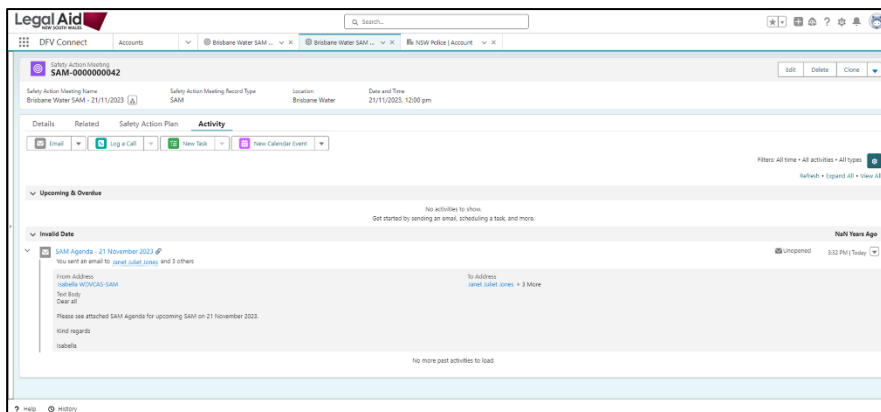 Legal Aid
NEW SOUTH WALES
Search...
DFV Connect
Accounts
Brisbane Water SAM ...
Brisbane Water SAM ...
NSW Police | Account
Safety Action Meeting
SAM-0000000042
Edit
Delete
Clone
Safety Action Meeting Name
Safety Action Meeting Record Type
Location
Date and Time
Brisbane Water SAM - 21/11/2023
SAM
Brisbane Water
21/11/2023, 12:00 pm
Details
Related
Safety Action Plan
Activity
Email
Log a Call
New Task
New Calendar Event
Filters: All time • All activities • All types
Refresh • Expand All • View All
Upcoming & Overdue
No activities to show.
Get started by sending an email, scheduling a task, and more.
Invalid Date
NaN Years Ago
SAM Agenda - 21 November 2023
Unopened
3:32 PM | Today
You sent an email to Janet Juliet Jones and 3 others
From Address
To Address
Isabella WDVCAS-SAM
Janet Juliet Jones + 3 More
Text Body
Dear all
Please see attached SAM Agenda for upcoming SAM on 21 November 2023.
Kind regards
Isabella
No more past activities to load.
? Help
History